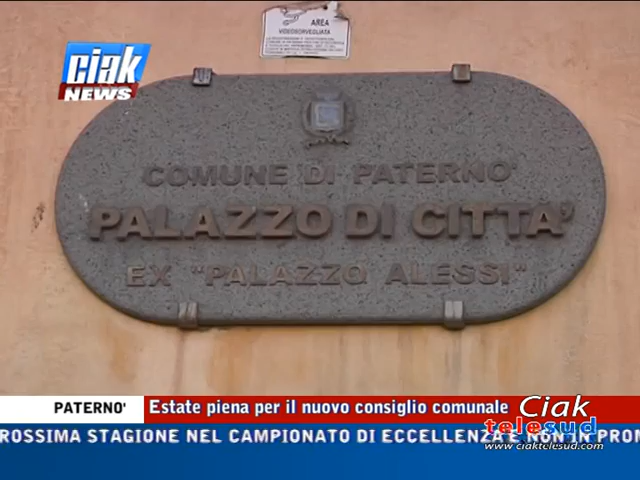 AREA
VIDEOSORVEGLIATA
ciak
NEWS
COMUNE DI PATERNO'
PALAZZO DI CITTA'
EX "PALAZZO ALESSI"
PATERNO'
Estate piena per il nuovo consiglio comunale
Ciak
telesud
www.ciaktelesud.com
ROSSIMA STAGIONE NEL CAMPIONATO DI ECCELLENZA E NON IN PROM